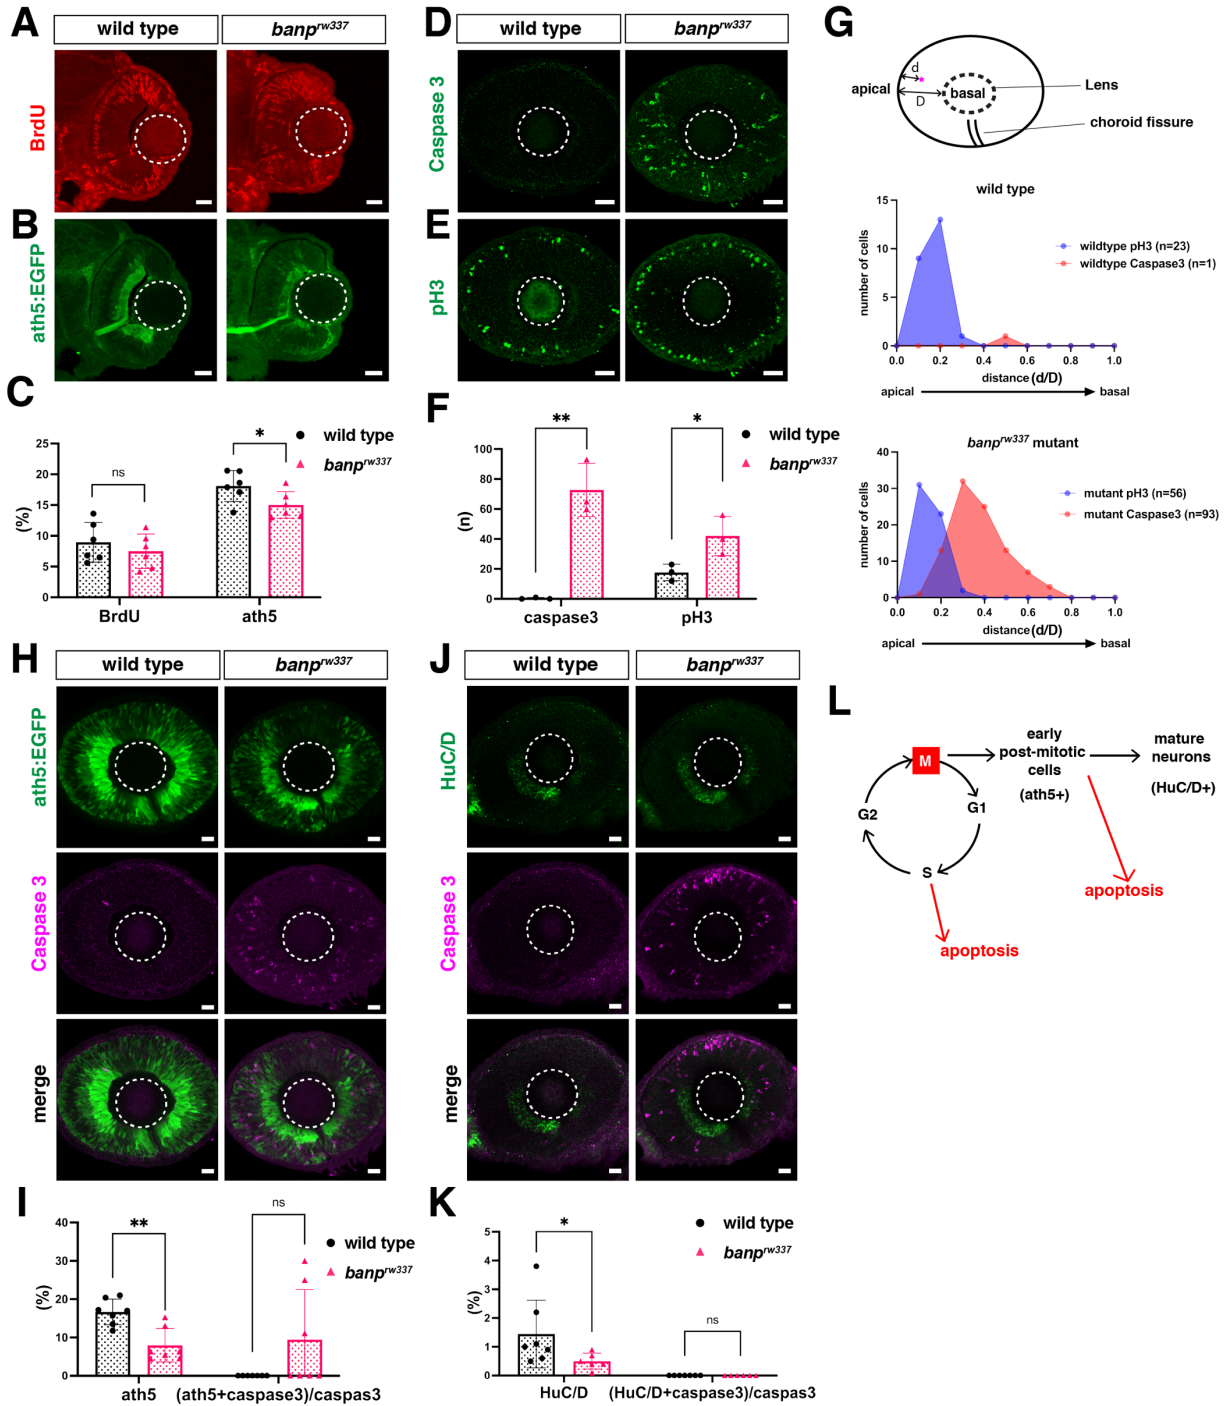 A
wild type
banp^rw337
BrdU
B
ath5:EGFP
C
wild type
banp^rw337
(%)
25
20
15
10
5
0
ns
*
BrdU
ath5
D
wild type
banp^rw337
Caspase 3
E
pH3
F
wild type
banp^rw337
(n)
100
80
60
40
20
0
**
*
caspase3
pH3
G
d
D
apical
basal
Lens
choroid fissure
wild type
number of cells
15
10
5
0
wildtype pH3 (n=23)
wildtype Caspase3 (n=1)
0.0 0.2 0.4 0.6 0.8 1.0
distance (d/D)
apical
basal
banp^rw337 mutant
number of cells
40
30
20
10
0
mutant pH3 (n=56)
mutant Caspase3 (n=93)
0.0 0.2 0.4 0.6 0.8 1.0
distance (d/D)
apical
basal
H
wild type
banp^rw337
ath5:EGFP
Caspase 3
merge
I
(%)
40
30
20
10
0
**
ns
wild type
banp^rw337
ath5
(ath5+caspase3)/caspas3
J
wild type
banp^rw337
HuC/D
Caspase 3
merge
K
(%)
5
4
3
2
1
0
*
ns
wild type
banp^rw337
HuC/D
(HuC/D+caspase3)/caspas3
L
M
G1
S
G2
early
post-mitotic
cells
(ath5+)
mature
neurons
(HuC/D+)
apoptosis
apoptosis